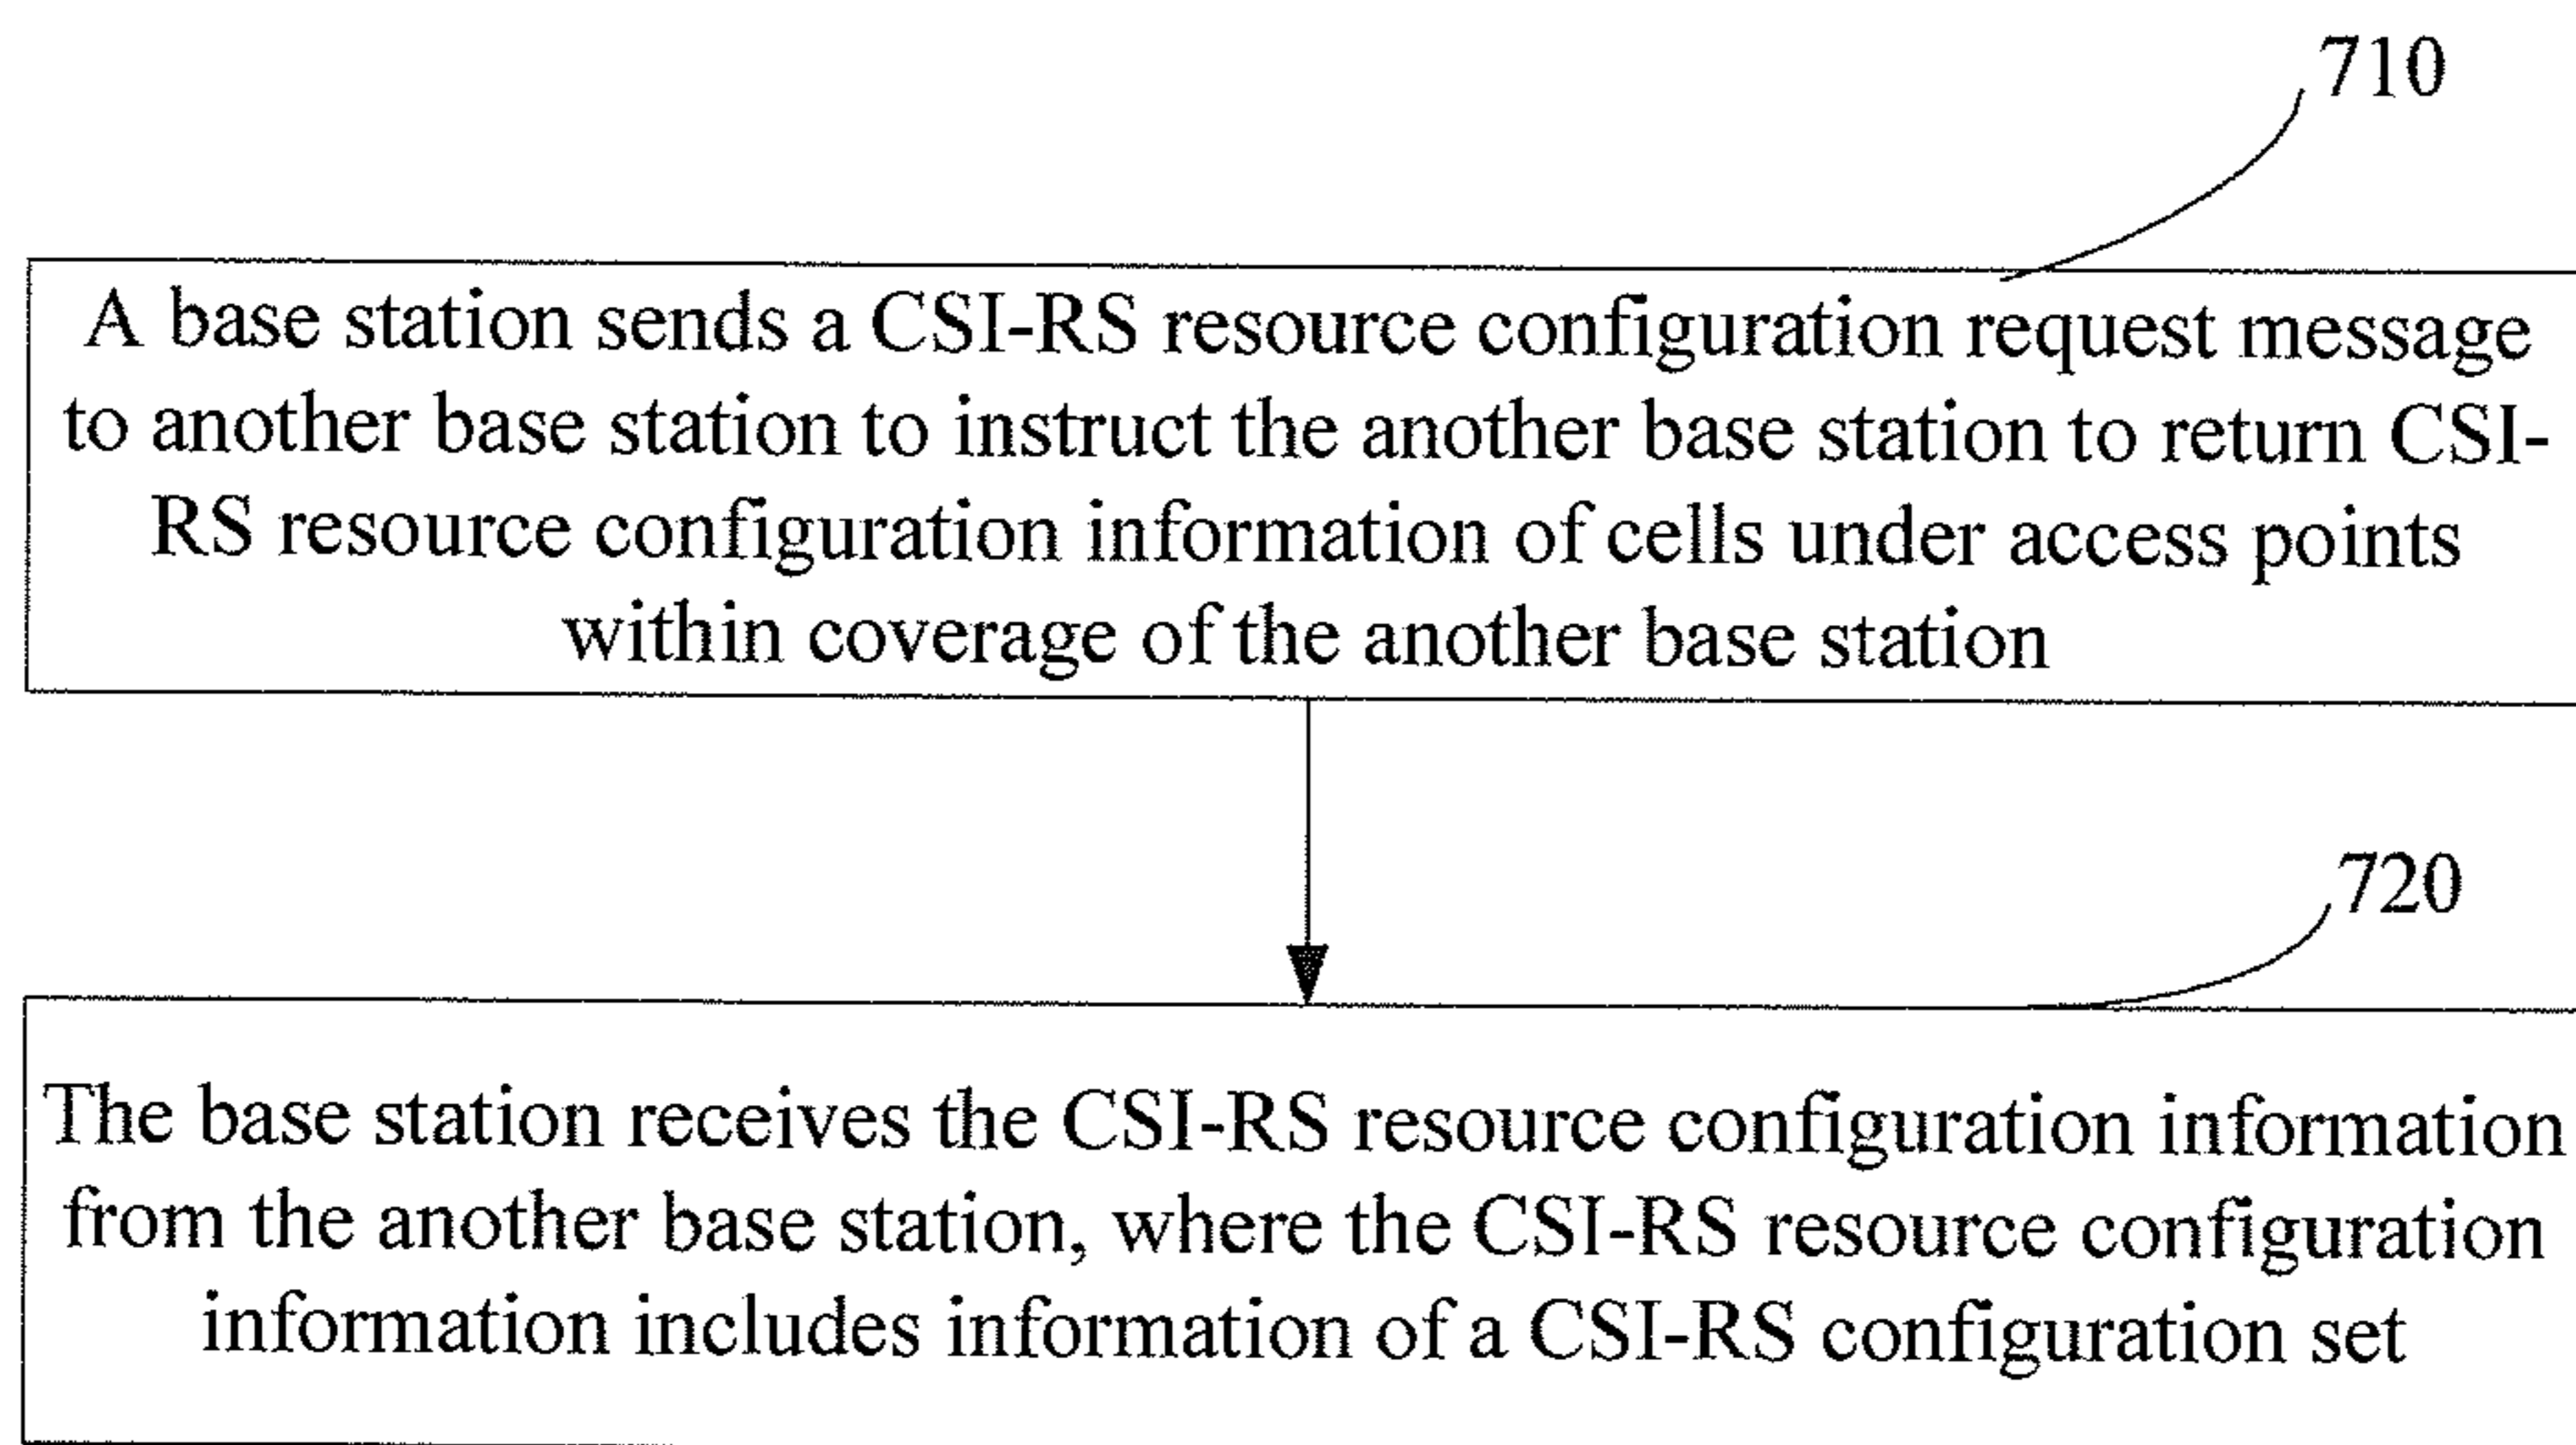 710
A base station sends a CSI-RS resource configuration request message
to another base station to instruct the another base station to return CSI-
RS resource configuration information of cells under access points
within coverage of the another base station
720
The base station receives the CSI-RS resource configuration information
from the another base station, where the CSI-RS resource configuration
information includes information of a CSI-RS configuration set